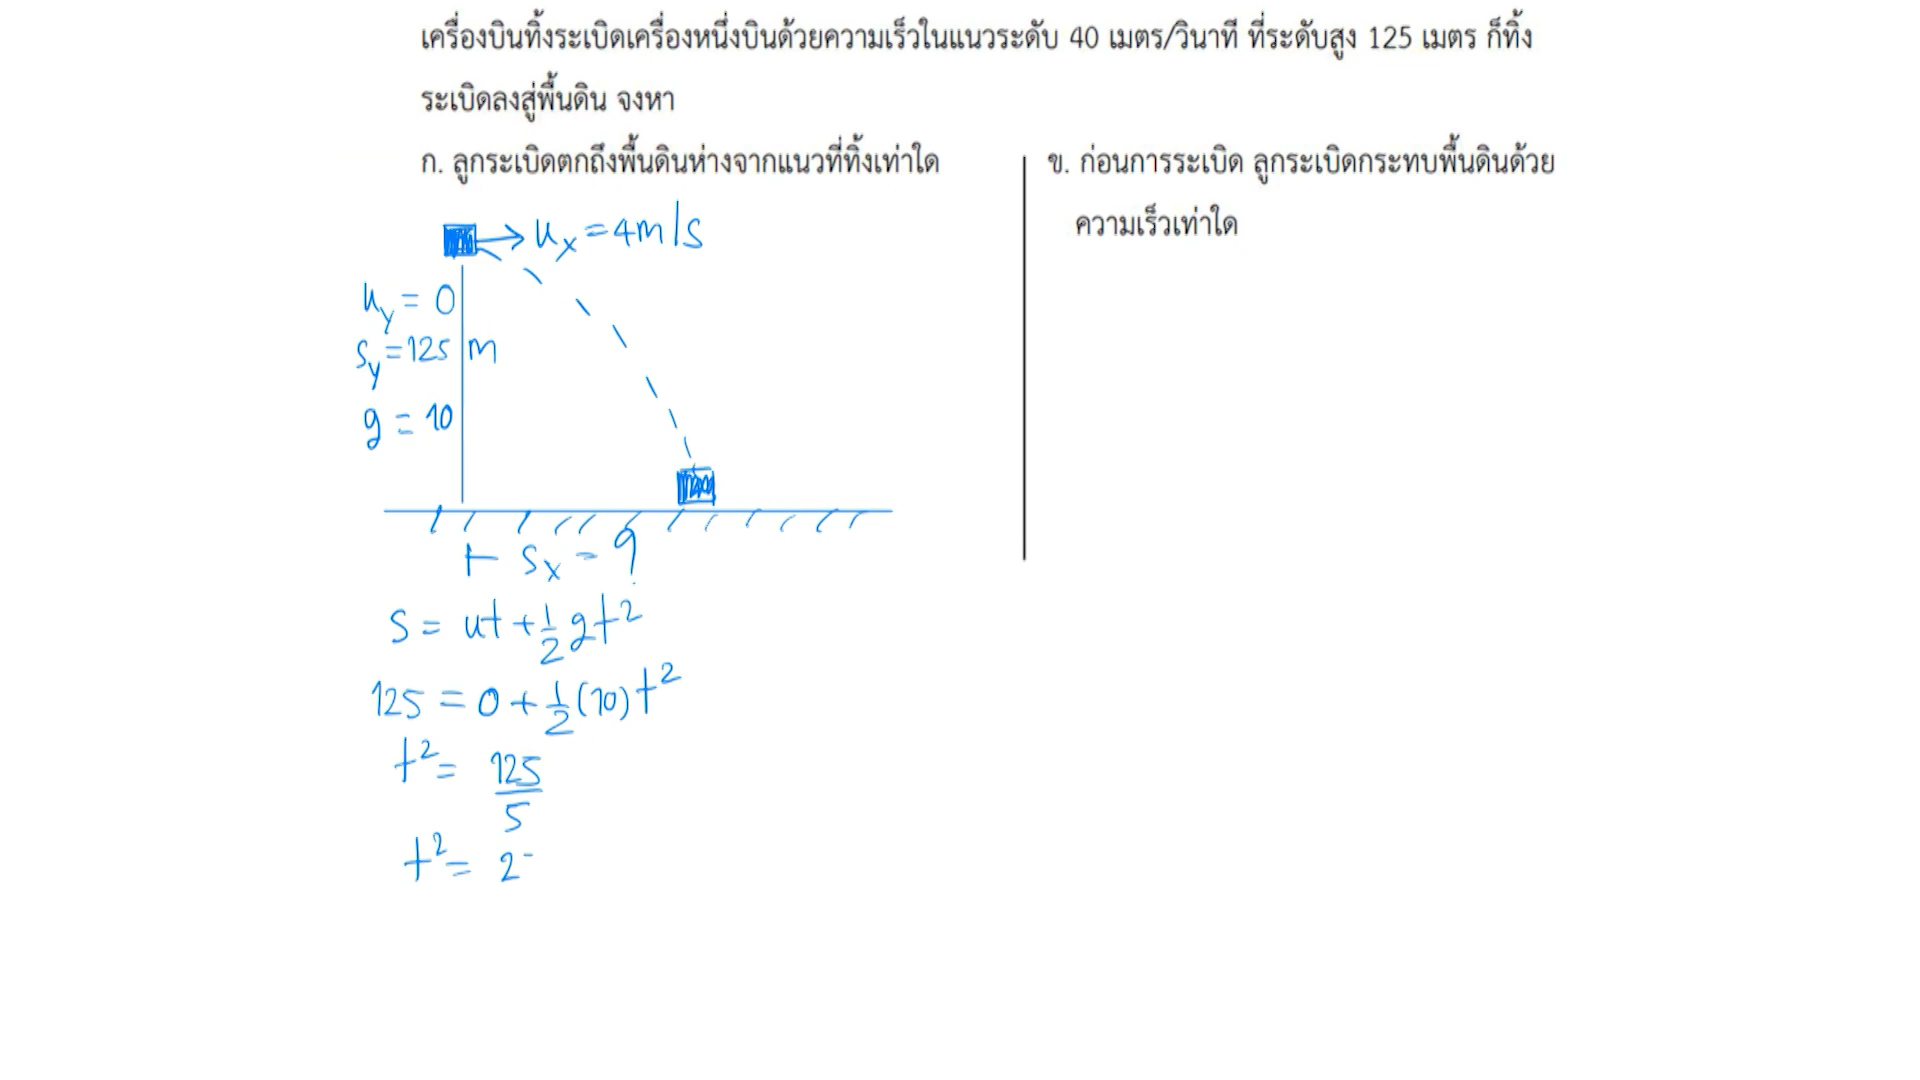 เครื่องบินทิ้งระเบิดเครื่องหนึ่งบินด้วยความเร็วในแนวระดับ 40 เมตร/วินาที ที่ระดับสูง 125 เมตร ก็ทิ้ง
ระเบิดลงสู่พื้นดิน จงหา
ก. ลูกระเบิดตกถึงพื้นดินห่างจากแนวที่ทิ้งเท่าใด
ข. ก่อนการระเบิด ลูกระเบิดกระทบพื้นดินด้วย
ความเร็วเท่าใด
u_x = 4 m/s
u_y = 0
s_y = 125 m
g = 10
s_x = ?
s = ut + 1/2 gt²
125 = 0 + 1/2 (10) t²
t² = 125/5
t² = 2